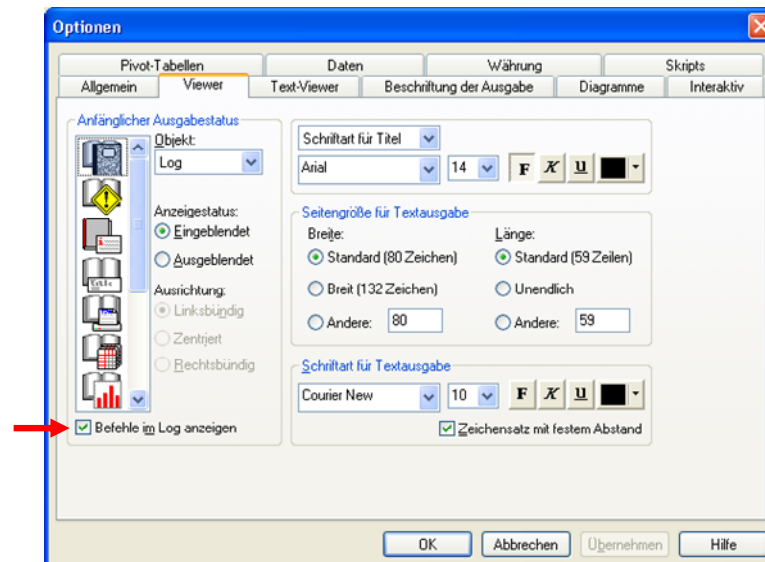 Optionen
Pivot-Tabellen Daten Währung Skripts
Allgemein Viewer Text-Viewer Beschriftung der Ausgabe Diagramme Interaktiv
Anfänglicher Ausgabestatus
Objekt:
Log
Anzeigestatus:
Eingeblendet
Ausgeblendet
Ausrichtung:
Linksbündig
Zentriert
Rechtsbündig
Befehle im Log anzeigen
Schriftart für Titel
Arial 14 F K U
Seitengröße für Textausgabe
Breite: Länge:
Standard (80 Zeichen) Standard (59 Zeilen)
Breit (132 Zeichen) Unendlich
Andere: 80 Andere: 59
Schriftart für Textausgabe
Courier New 10 F K U
Zeichensatz mit festem Abstand
OK Abbrechen Übernehmen Hilfe